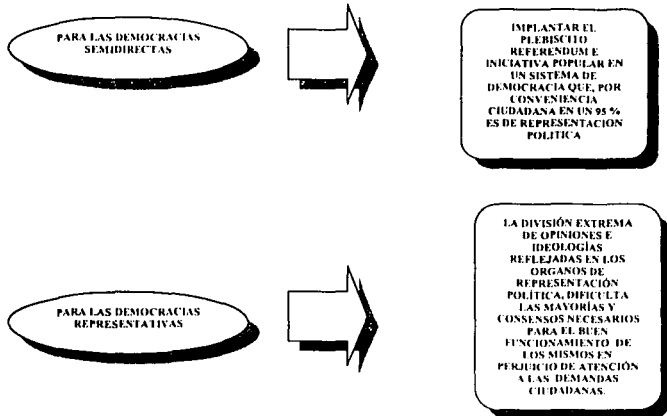 PARA LAS DEMOCRACIAS
SEMIDIRECTAS
IMPLANTAR EL
PLEBISCITO
REFERENDUM E
INICIATIVA POPULAR EN
UN SISTEMA DE
DEMOCRACIA QUE, POR
CONVENIENCIA
CIUDADANA EN UN 95 %
ES DE REPRESENTACION
POLITICA
PARA LAS DEMOCRACIAS
REPRESENTATIVAS
LA DIVISIÓN EXTREMA
DE OPINIONES E
IDEOLOGÍAS
REFLEJADAS EN LOS
ORGANOS DE
REPRESENTACIÓN
POLÍTICA, DIFICULTA
LAS MAYORÍAS Y
CONSENSOS NECESARIOS
PARA EL BUEN
FUNCIONAMIENTO DE
LOS MISMOS EN
PERJUICIO DE ATENCIÓN
A LAS DEMANDAS
CIUDADANAS.